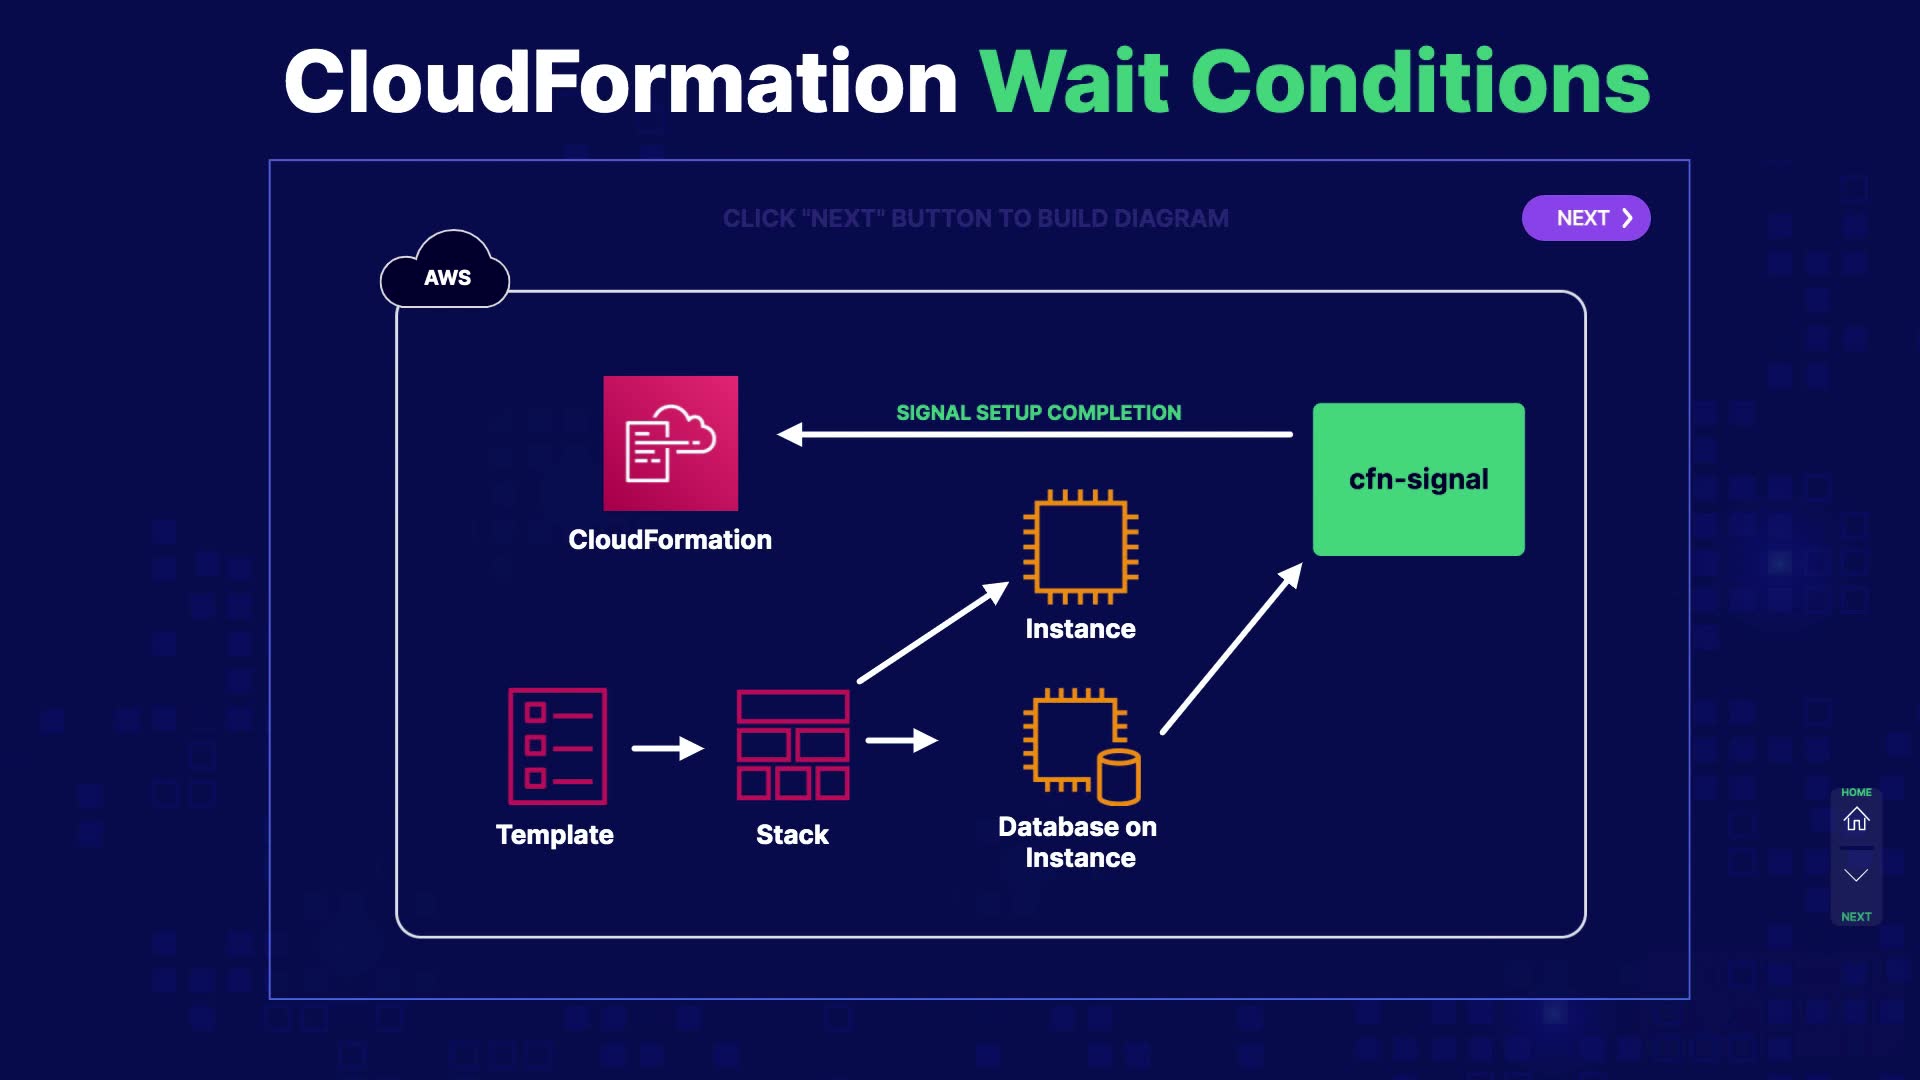 CloudFormation Wait Conditions
CLICK "NEXT" BUTTON TO BUILD DIAGRAM
NEXT
AWS
SIGNAL SETUP COMPLETION
cfn-signal
CloudFormation
Instance
Template
Stack
Database on
Instance
HOME
NEXT